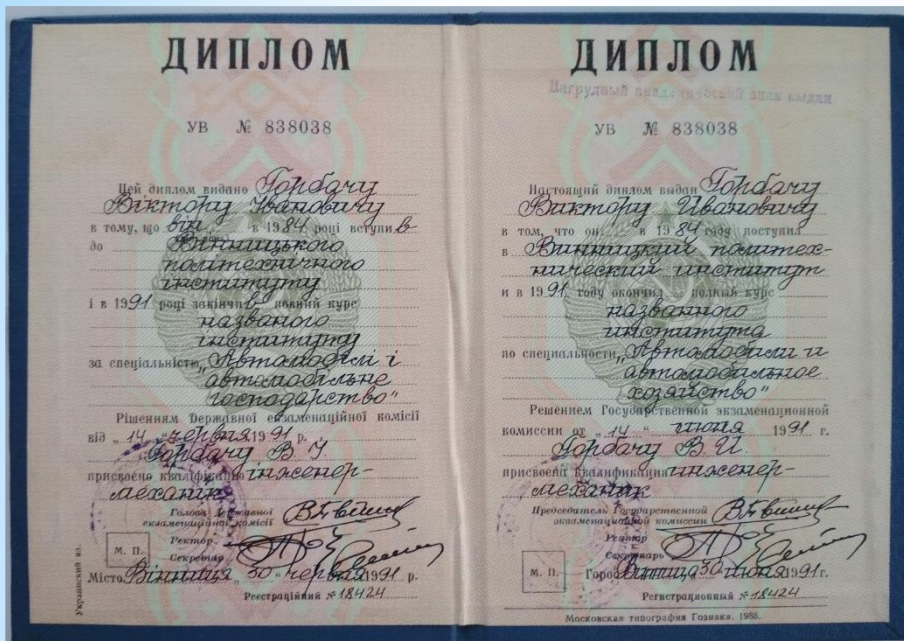 ДИПЛОМ
УВ № 838038
Цей диплом видано Горбачу
Віктору Івановичу
в тому, що він в 1984 році вступив
до Вінницького
політехнічного
інституту
і в 1991 році закінчив повний курс
названого
інституту
за спеціальністю „Автомобілі і
автомобільне
господарство"
Рішенням Державної екзаменаційної комісії
від „14" червня 1991 р.
Горбачу В. І.
присвоєно кваліфікацію інженер-
механік
Голова Державної
екзаменаційної комісії
Ректор
Секретар
М. П.
Місто Вінниця „30" червня 1991 р.
Реєстраційний № 18424
Украинский яз.
ДИПЛОМ
Нагрудный академический знак выдан
УВ № 838038
Настоящий диплом выдан Горбачу
Виктору Ивановичу
в том, что он в 1984 году поступил
в Винницкий политех-
нический институт
и в 1991 году окончил полный курс
названного
института
по специальности „Автомобили и
автомобильное
хозяйство"
Решением Государственной экзаменационной
комиссии от „14" июня 1991 г.
Горбачу В. И.
присвоена квалификация инженер-
механик
Председатель Государственной
экзаменационной комиссии
Ректор
Секретарь
М. П.
Город Винница 30 июня 1991 г.
Регистрационный № 18424
Московская типография Гознака. 1988.